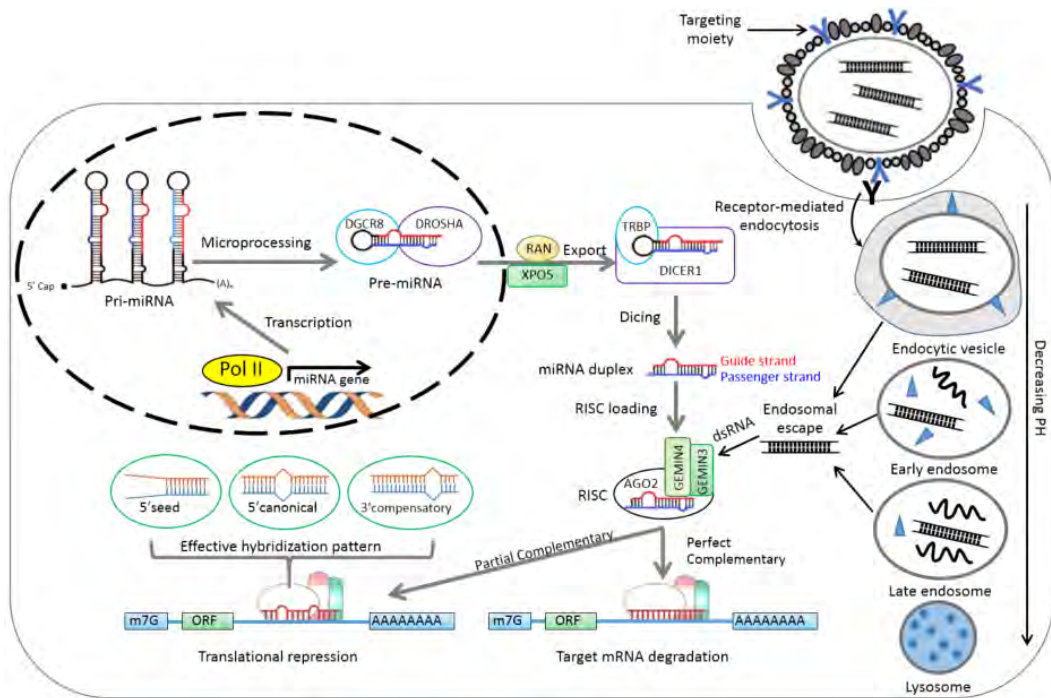 Targeting
moiety
Receptor-mediated
endocytosis
DGCR8
DROSHA
Microprocessing
Pre-miRNA
5' Cap
(A)n
Pri-miRNA
Transcription
Pol II
miRNA gene
RAN
XPO5
Export
TRBP
DICER1
Dicing
miRNA duplex
Guide strand
Passenger strand
RISC loading
GEMIN4
GEMIN3
AGO2
RISC
dsRNA
Endosomal
escape
Endocytic vesicle
Early endosome
Late endosome
Lysosome
Decreasing PH
5'seed
5'canonical
3'compensatory
Effective hybridization pattern
Partial Complementary
Perfect
Complementary
m7G
ORF
AAAAAAAA
Translational repression
m7G
ORF
AAAAAAAA
Target mRNA degradation